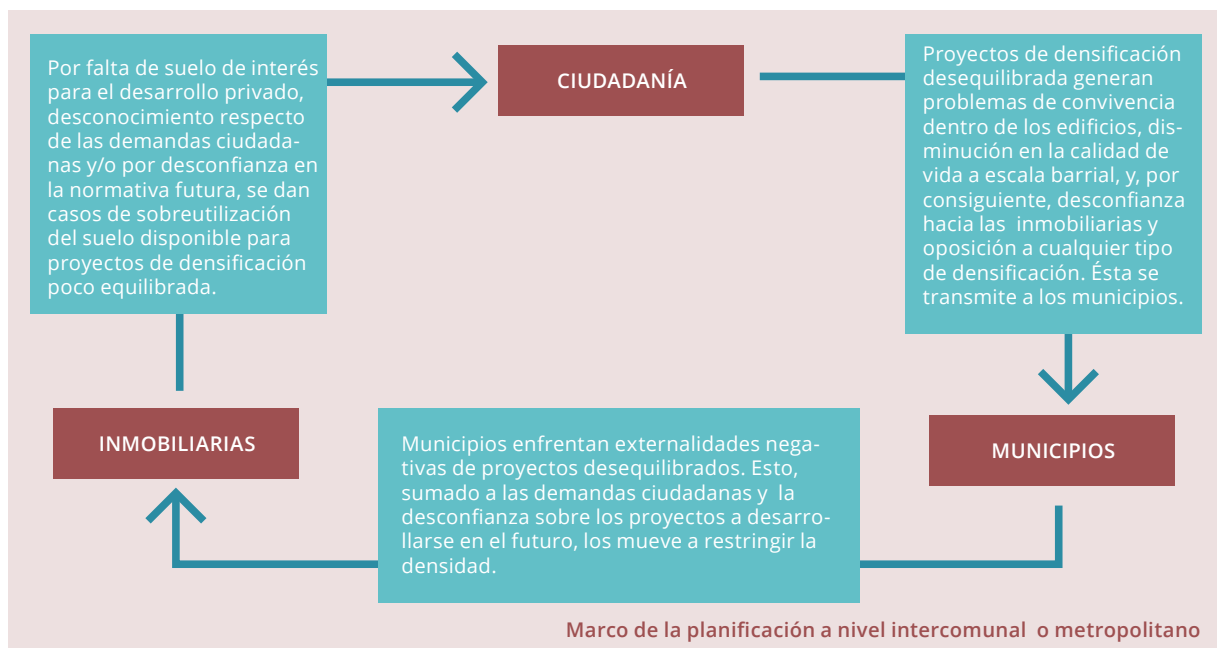 Por falta de suelo de interés
para el desarrollo privado,
desconocimiento respecto
de las demandas ciudada-
nas y/o por desconfianza en
la normativa futura, se dan
casos de sobreutilización
del suelo disponible para
proyectos de densificación
poco equilibrada.
CIUDADANÍA
Proyectos de densificación
desequilibrada generan
problemas de convivencia
dentro de los edificios, dis-
minución en la calidad de
vida a escala barrial, y, por
consiguiente, desconfianza
hacia las  inmobiliarias y
oposición a cualquier tipo
de densificación. Ésta se
transmite a los municipios.
INMOBILIARIAS
Municipios enfrentan externalidades nega-
tivas de proyectos desequilibrados. Esto,
sumado a las demandas ciudadanas y  la
desconfianza sobre los proyectos a desarro-
llarse en el futuro, los mueve a restringir la
densidad.
MUNICIPIOS
Marco de la planificación a nivel intercomunal  o metropolitano